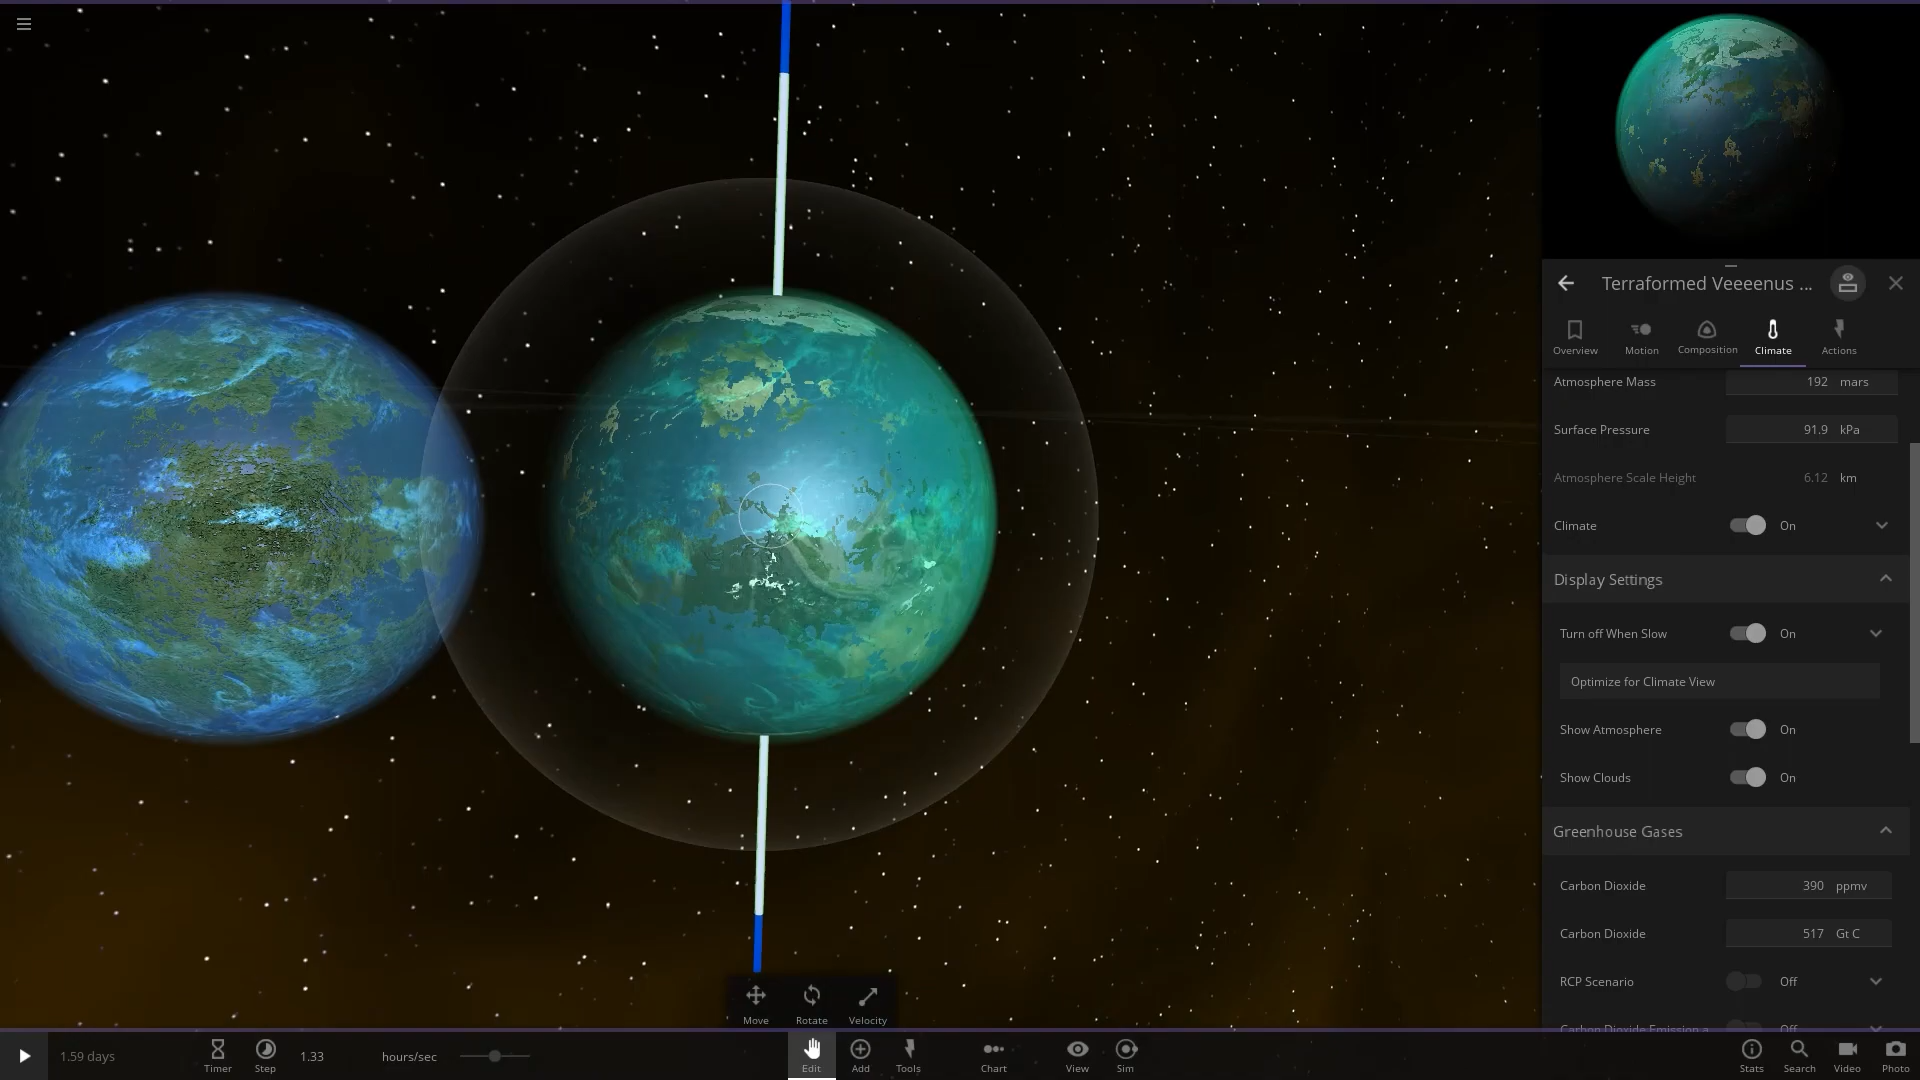 Terraformed Veeeenus ...
Overview
Motion
Composition
Climate
Actions
Atmosphere Mass 192 mars
Surface Pressure 91.9 kPa
Atmosphere Scale Height 6.12 km
Climate On
Display Settings
Turn off When Slow On
Optimize for Climate View
Show Atmosphere On
Show Clouds On
Greenhouse Gases
Carbon Dioxide 390 ppmv
Carbon Dioxide 517 Gt C
RCP Scenario Off
Carbon Dioxide Emission a Off
Move
Rotate
Velocity
1.59 days
Timer
Step
1.33 hours/sec
Edit
Add
Tools
Chart
View
Sim
Stats
Search
Video
Photo